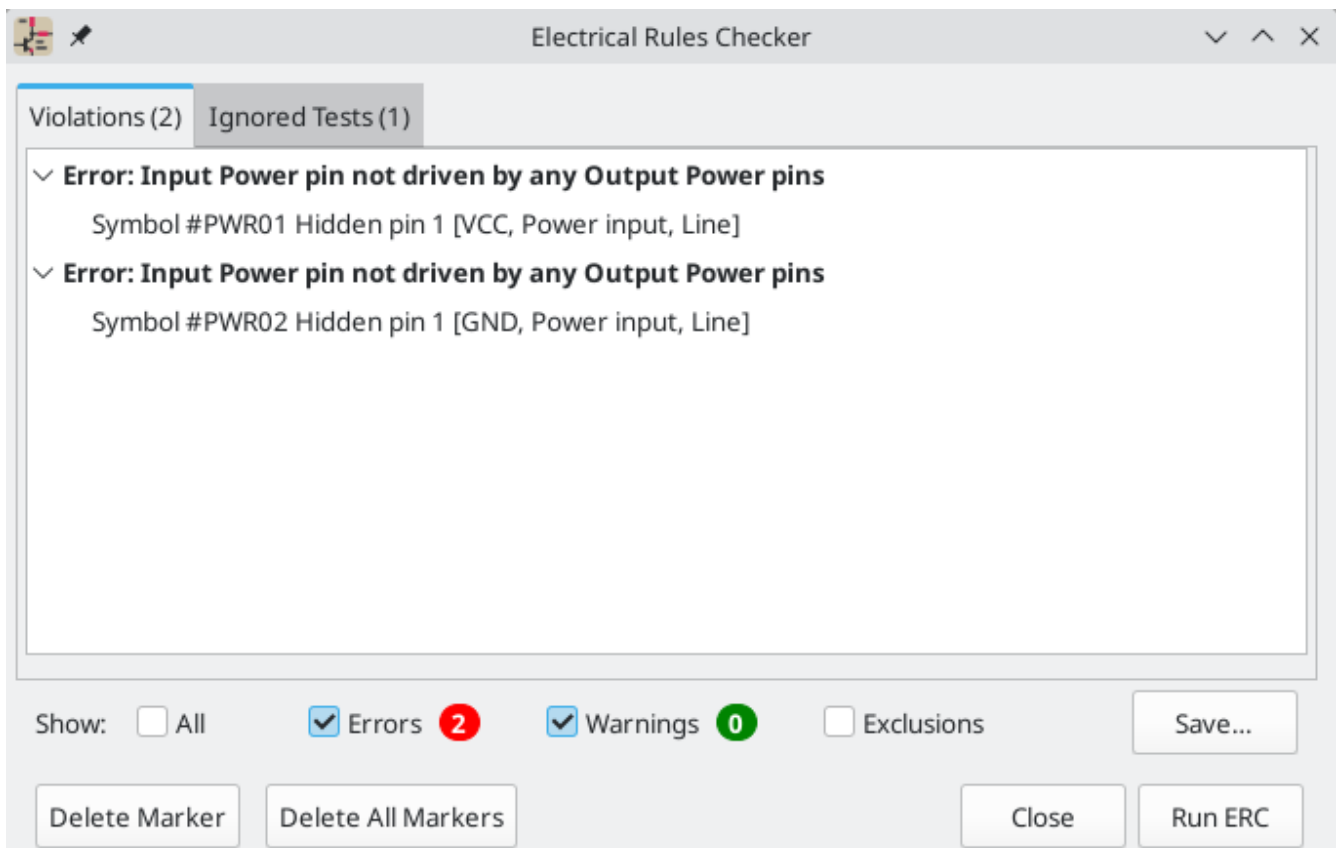 Electrical Rules Checker
Violations (2) Ignored Tests (1)
Error: Input Power pin not driven by any Output Power pins
Symbol #PWR01 Hidden pin 1 [VCC, Power input, Line]
Error: Input Power pin not driven by any Output Power pins
Symbol #PWR02 Hidden pin 1 [GND, Power input, Line]
Show: All Errors 2 Warnings 0 Exclusions Save...
Delete Marker Delete All Markers Close Run ERC